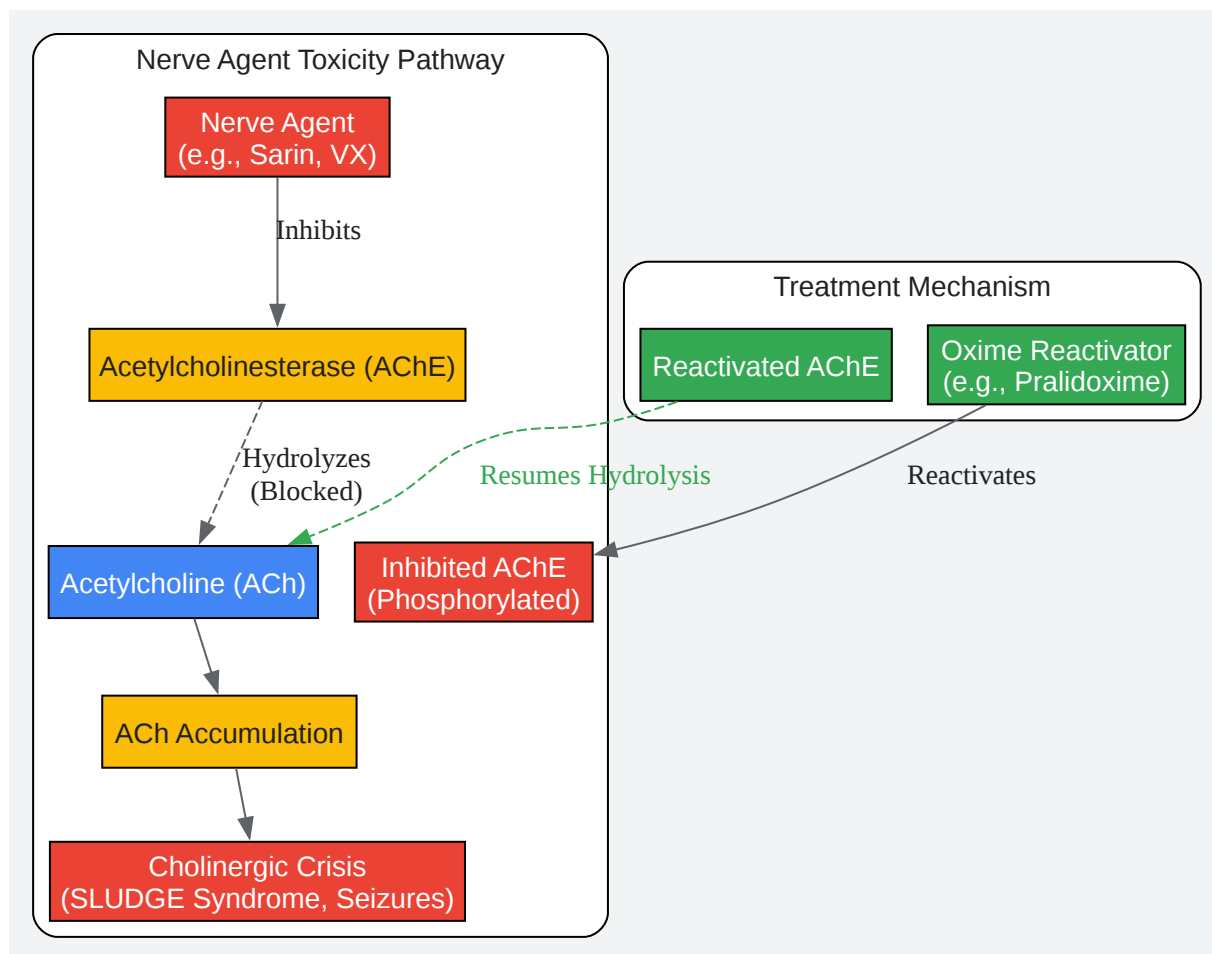 Nerve Agent Toxicity Pathway
Nerve Agent
(e.g., Sarin, VX)
Inhibits
Treatment Mechanism
Acetylcholinesterase (AChE)
Reactivated AChE
Oxime Reactivator
(e.g., Pralidoxime)
Hydrolyzes
(Blocked)
Resumes Hydrolysis
Reactivates
Acetylcholine (ACh)
Inhibited AChE
(Phosphorylated)
ACh Accumulation
Cholinergic Crisis
(SLUDGE Syndrome, Seizures)